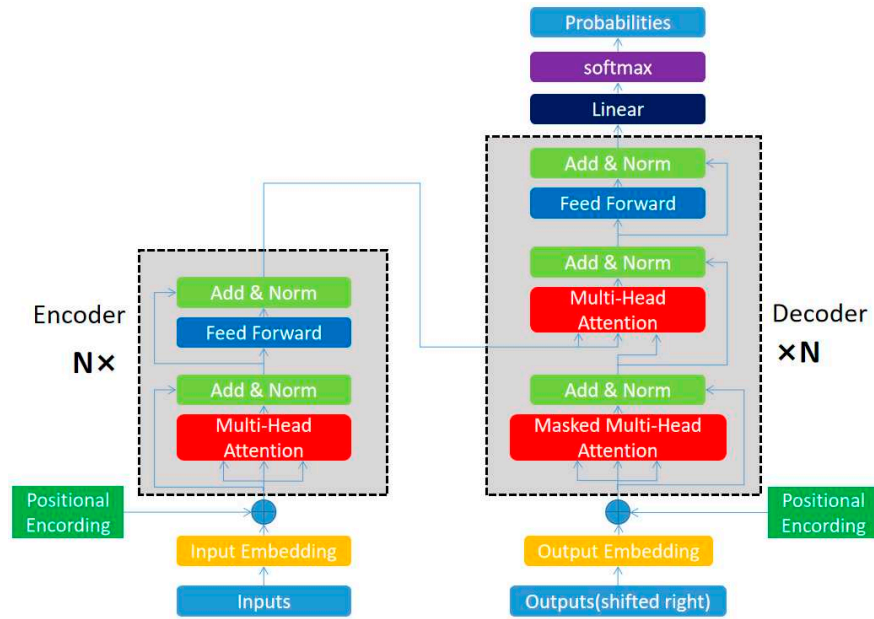 Probabilities
softmax
Linear
Add & Norm
Feed Forward
Add & Norm
Multi-Head
Attention
Add & Norm
Masked Multi-Head
Attention
Decoder
×N
Positional
Encording
Output Embedding
Outputs(shifted right)
Encoder
N×
Add & Norm
Feed Forward
Add & Norm
Multi-Head
Attention
Positional
Encording
Input Embedding
Inputs